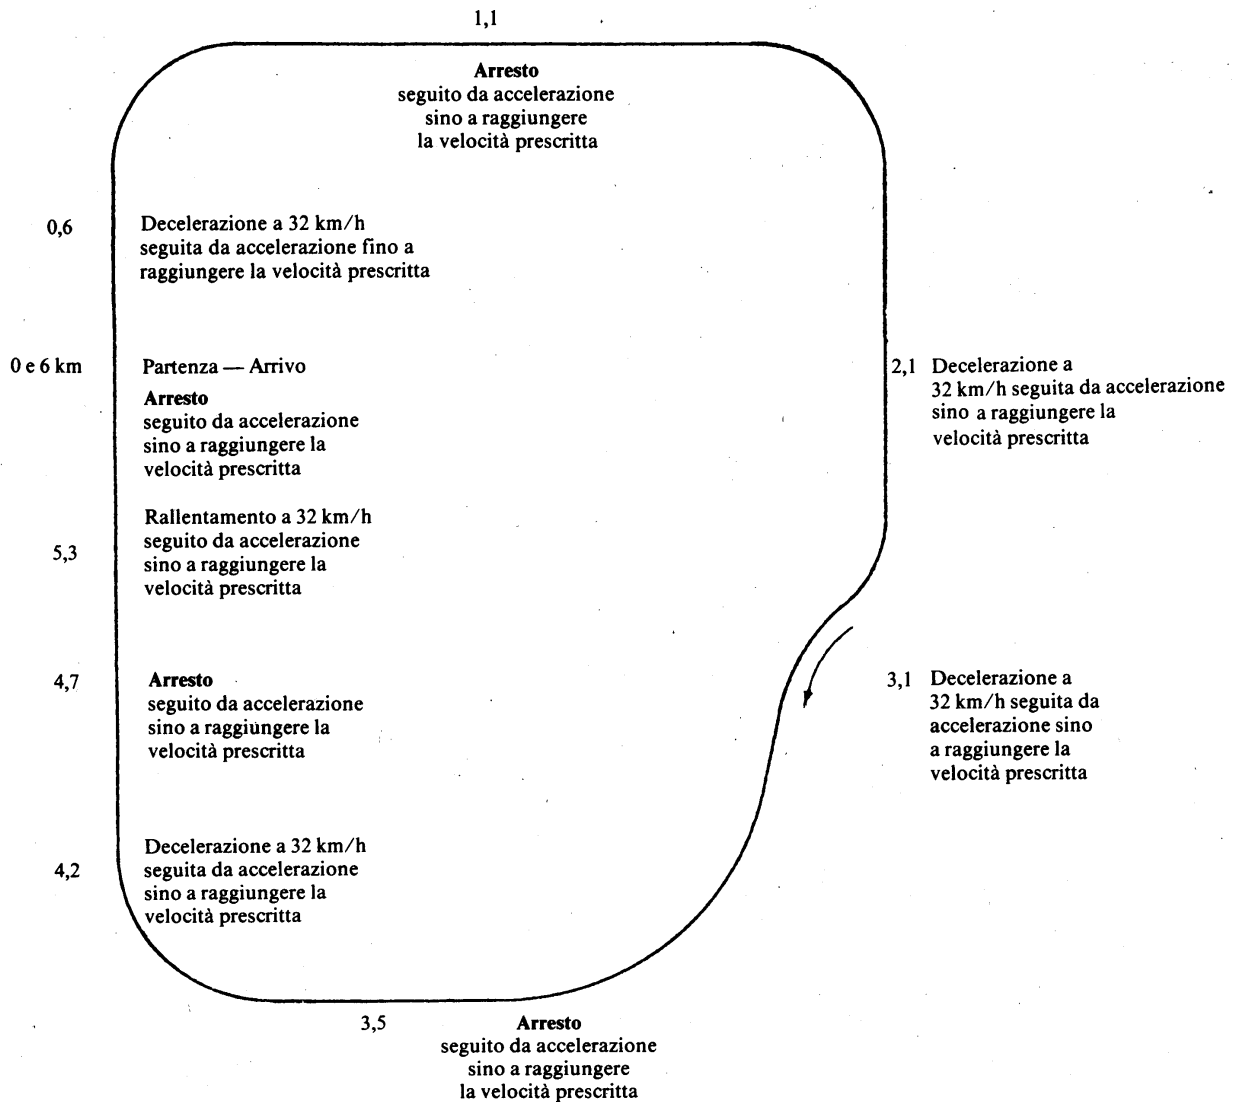 1,1
Arresto
seguito da accelerazione
sino a raggiungere
la velocità prescritta
0,6
Decelerazione a 32 km/h
seguita da accelerazione fino a
raggiungere la velocità prescritta
0 e 6 km
Partenza — Arrivo
Arresto
seguito da accelerazione
sino a raggiungere la
velocità prescritta
2,1
Decelerazione a
32 km/h seguita da accelerazione
sino a raggiungere la
velocità prescritta
5,3
Rallentamento a 32 km/h
seguito da accelerazione
sino a raggiungere la
velocità prescritta
4,7
Arresto
seguito da accelerazione
sino a raggiungere la
velocità prescritta
3,1
Decelerazione a
32 km/h seguita da
accelerazione sino
a raggiungere la
velocità prescritta
4,2
Decelerazione a 32 km/h
seguita da accelerazione
sino a raggiungere la
velocità prescritta
3,5
Arresto
seguito da accelerazione
sino a raggiungere
la velocità prescritta